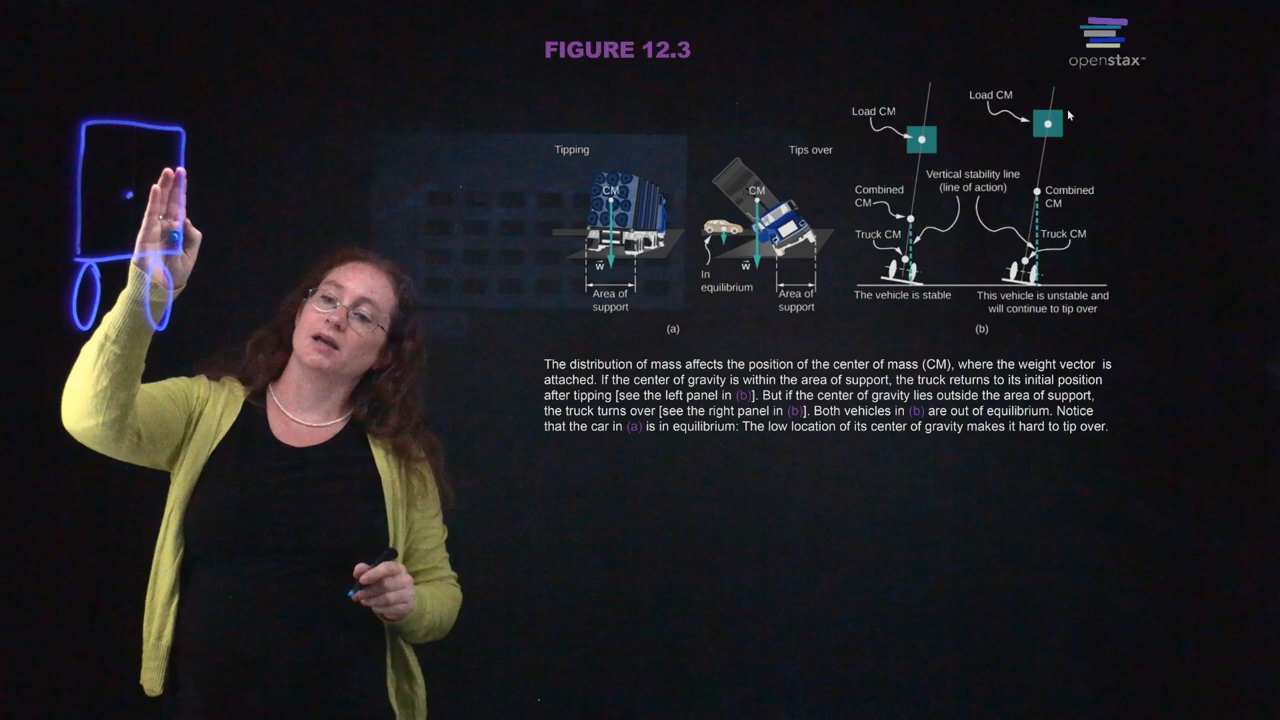 FIGURE 12.3
openstax™
Tipping
Tips over
CM
CM
w
w
In
equilibrium
Area of
support
Area of
support
(a)
Load CM
Load CM
Vertical stability line
(line of action)
Combined
CM
Combined
CM
Truck CM
Truck CM
The vehicle is stable
This vehicle is unstable and
will continue to tip over
(b)
The distribution of mass affects the position of the center of mass (CM), where the weight vector is
attached. If the center of gravity is within the area of support, the truck returns to its initial position
after tipping [see the left panel in (b)]. But if the center of gravity lies outside the area of support,
the truck turns over [see the right panel in (b)]. Both vehicles in (b) are out of equilibrium. Notice
that the car in (a) is in equilibrium: The low location of its center of gravity makes it hard to tip over.